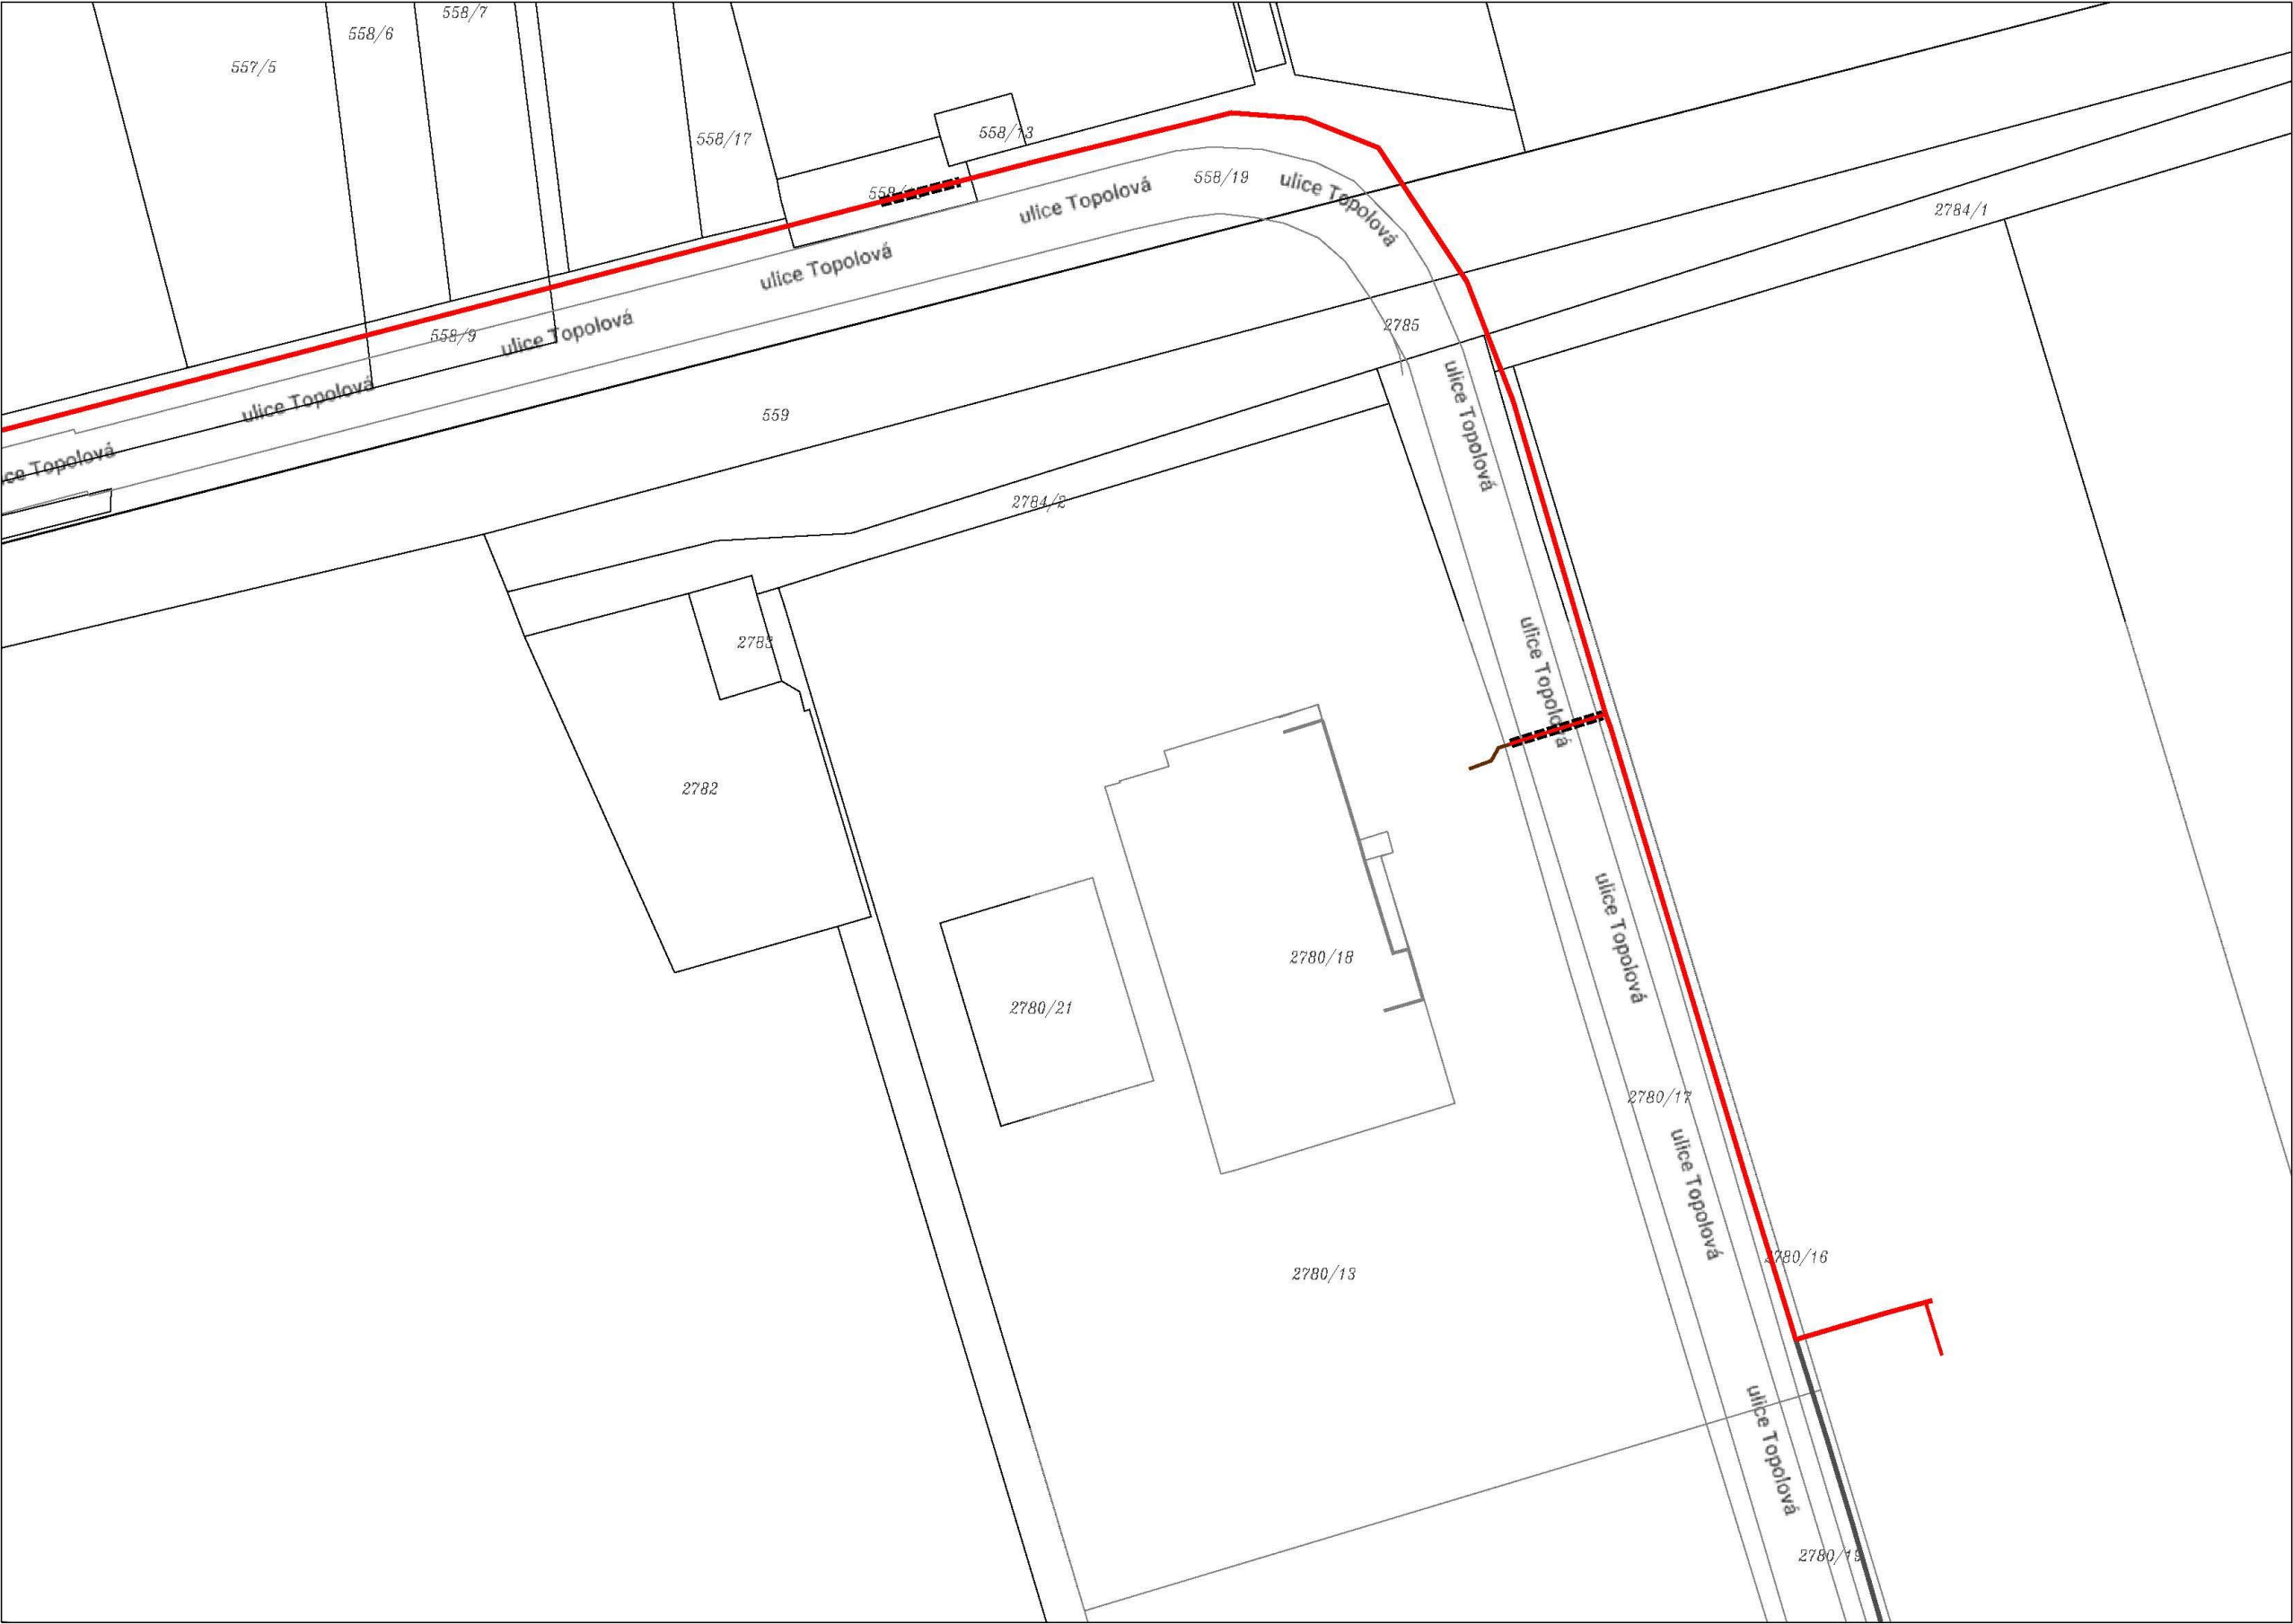 558/7
558/6
557/5
558/13
558/17
558/19
ulice Topolová
ulice Topolová
ulice Topolová
2784/1
ulice Topolová
2785
558/9
ulice Topolová
ulice Topolová
559
ulice Topolová
Topolová
2784/2
2783
ulice Topolová
2782
ulice Topolová
2780/18
2780/21
2780/17
ulice Topolová
2780/16
2780/13
ulice Topolová
2780/19